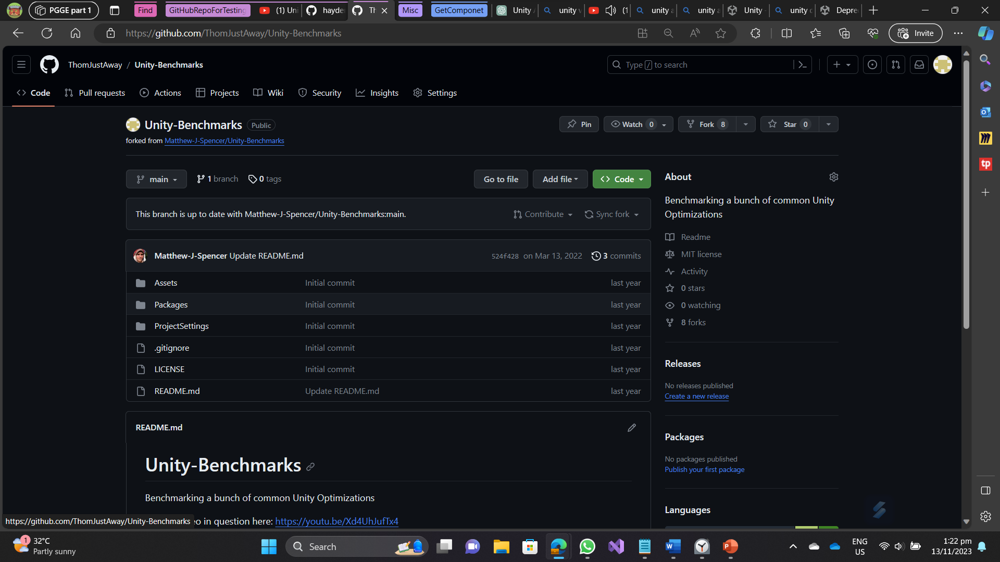 PGGE part 1
Find
GitHubRepoForTesting
(1) Uni
hayde
Th
Misc
GetComponet
Unity
unity v
(1
unity a
unity a
Unity
unity c
Depre
https://github.com/ThomJustAway/Unity-Benchmarks
Invite
ThomJustAway / Unity-Benchmarks
Type / to search
Code
Pull requests
Actions
Projects
Wiki
Security
Insights
Settings
Unity-Benchmarks Public
Pin
Watch 0
Fork 8
Star 0
forked from Matthew-J-Spencer/Unity-Benchmarks
main
1 branch
0 tags
Go to file
Add file
Code
This branch is up to date with Matthew-J-Spencer/Unity-Benchmarks:main.
Contribute
Sync fork
Matthew-J-Spencer Update README.md
524f428 on Mar 13, 2022
3 commits
Assets Initial commit last year
Packages Initial commit last year
ProjectSettings Initial commit last year
.gitignore Initial commit last year
LICENSE Initial commit last year
README.md Update README.md last year
README.md
Unity-Benchmarks
Benchmarking a bunch of common Unity Optimizations
eo in question here: https://youtu.be/Xd4UhJufTx4
About
Benchmarking a bunch of common Unity
Optimizations
Readme
MIT license
Activity
0 stars
0 watching
8 forks
Releases
No releases published
Create a new release
Packages
No packages published
Publish your first package
Languages
tp
https://github.com/ThomJustAway/Unity-Benchmarks
1
32°C
Partly sunny
Search
ENG
US
1:22 pm
13/11/2023